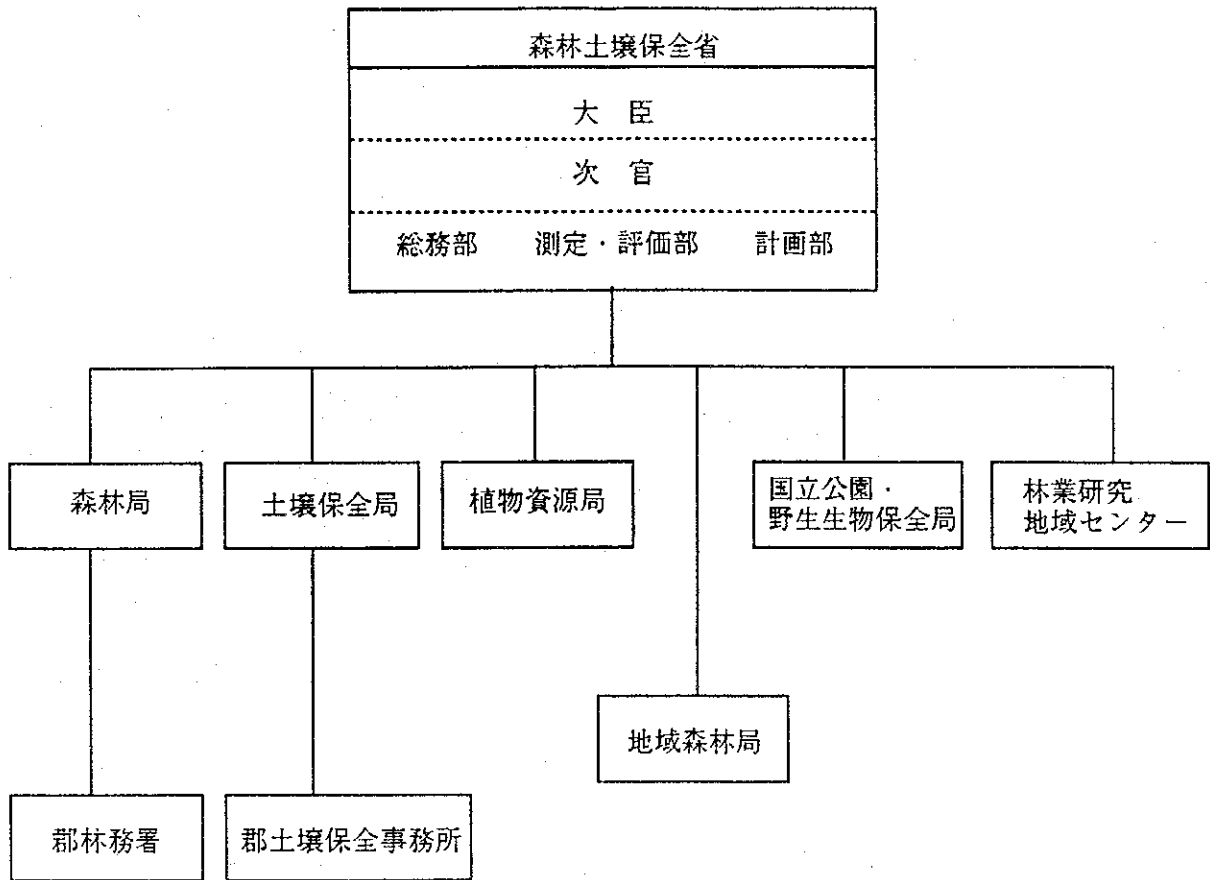 森林土壌保全省
大 臣
次 官
総務部 測定・評価部 計画部
森林局
土壌保全局
植物資源局
国立公園・
野生生物保全局
林業研究
地域センター
地域森林局
郡林務署
郡土壌保全事務所